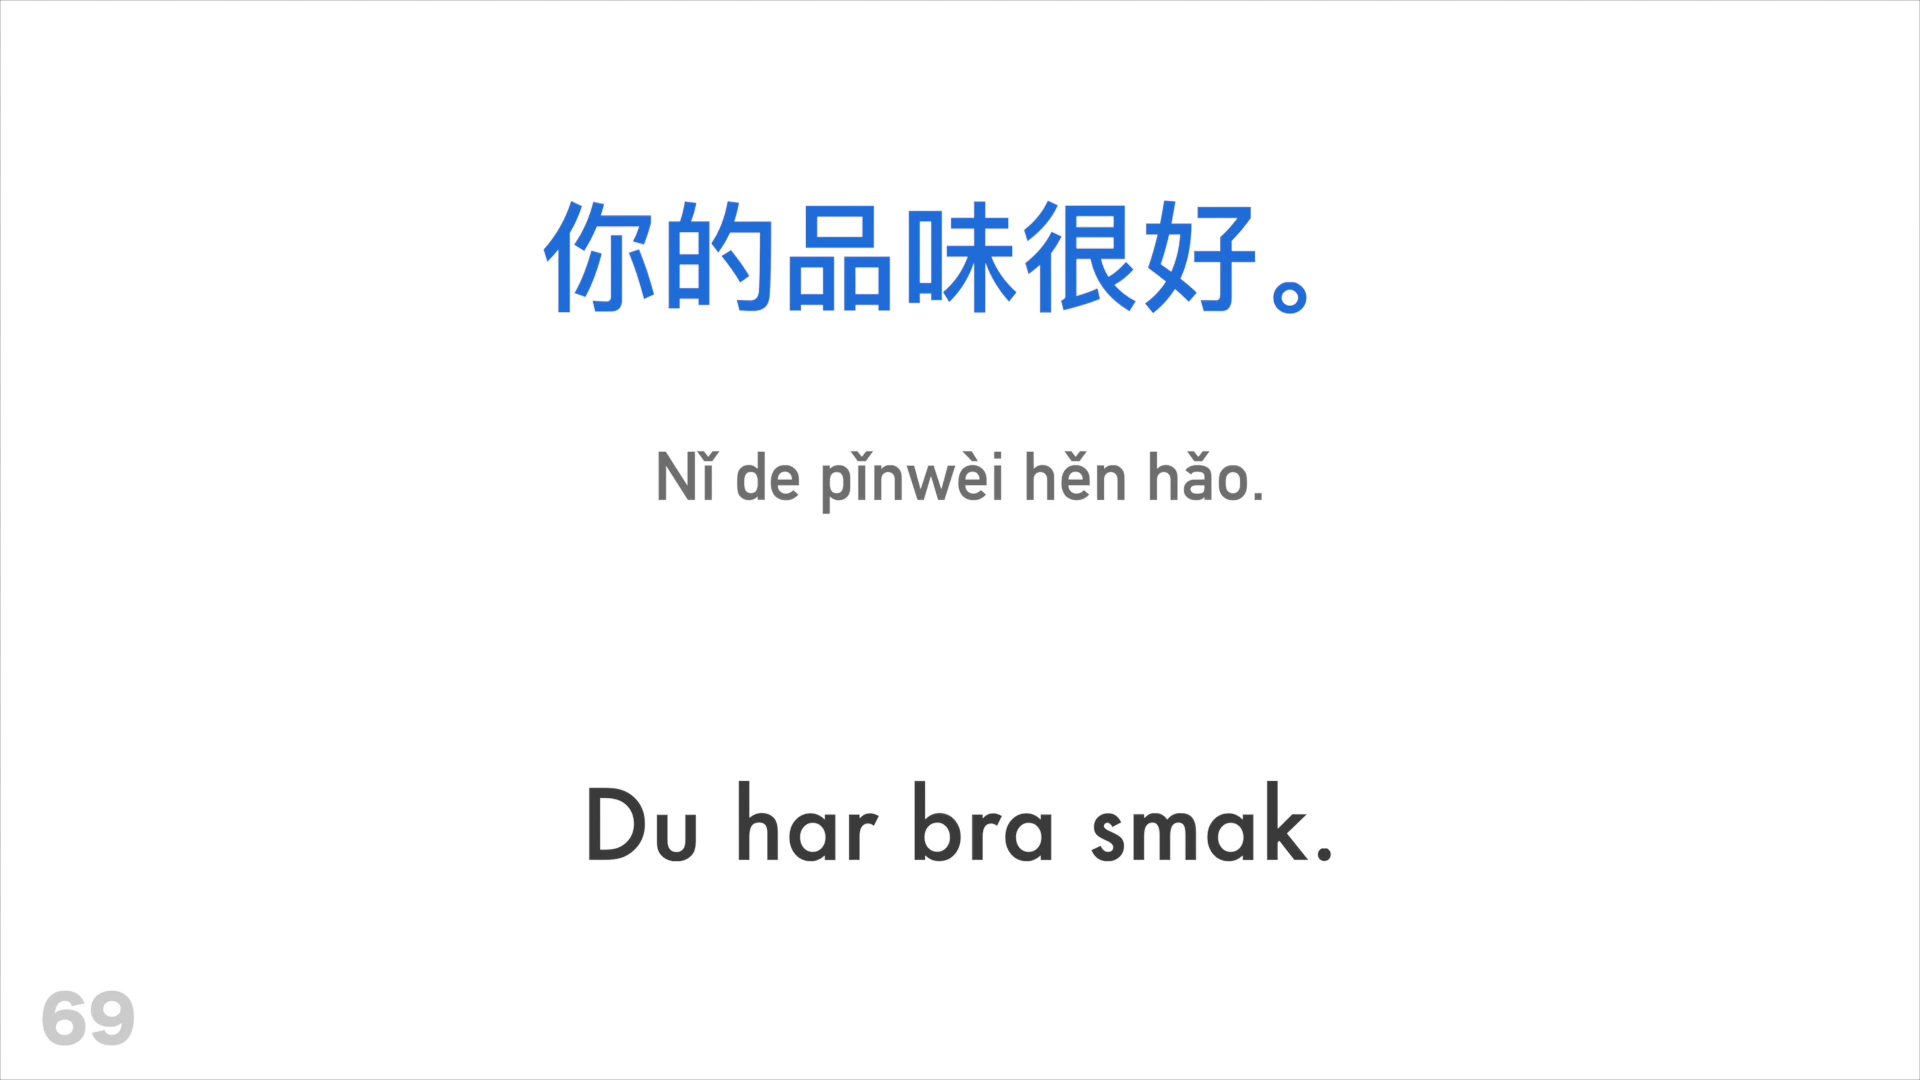 你的品味很好。
Nǐ de pǐnwèi hěn hǎo.
Du har bra smak.
69